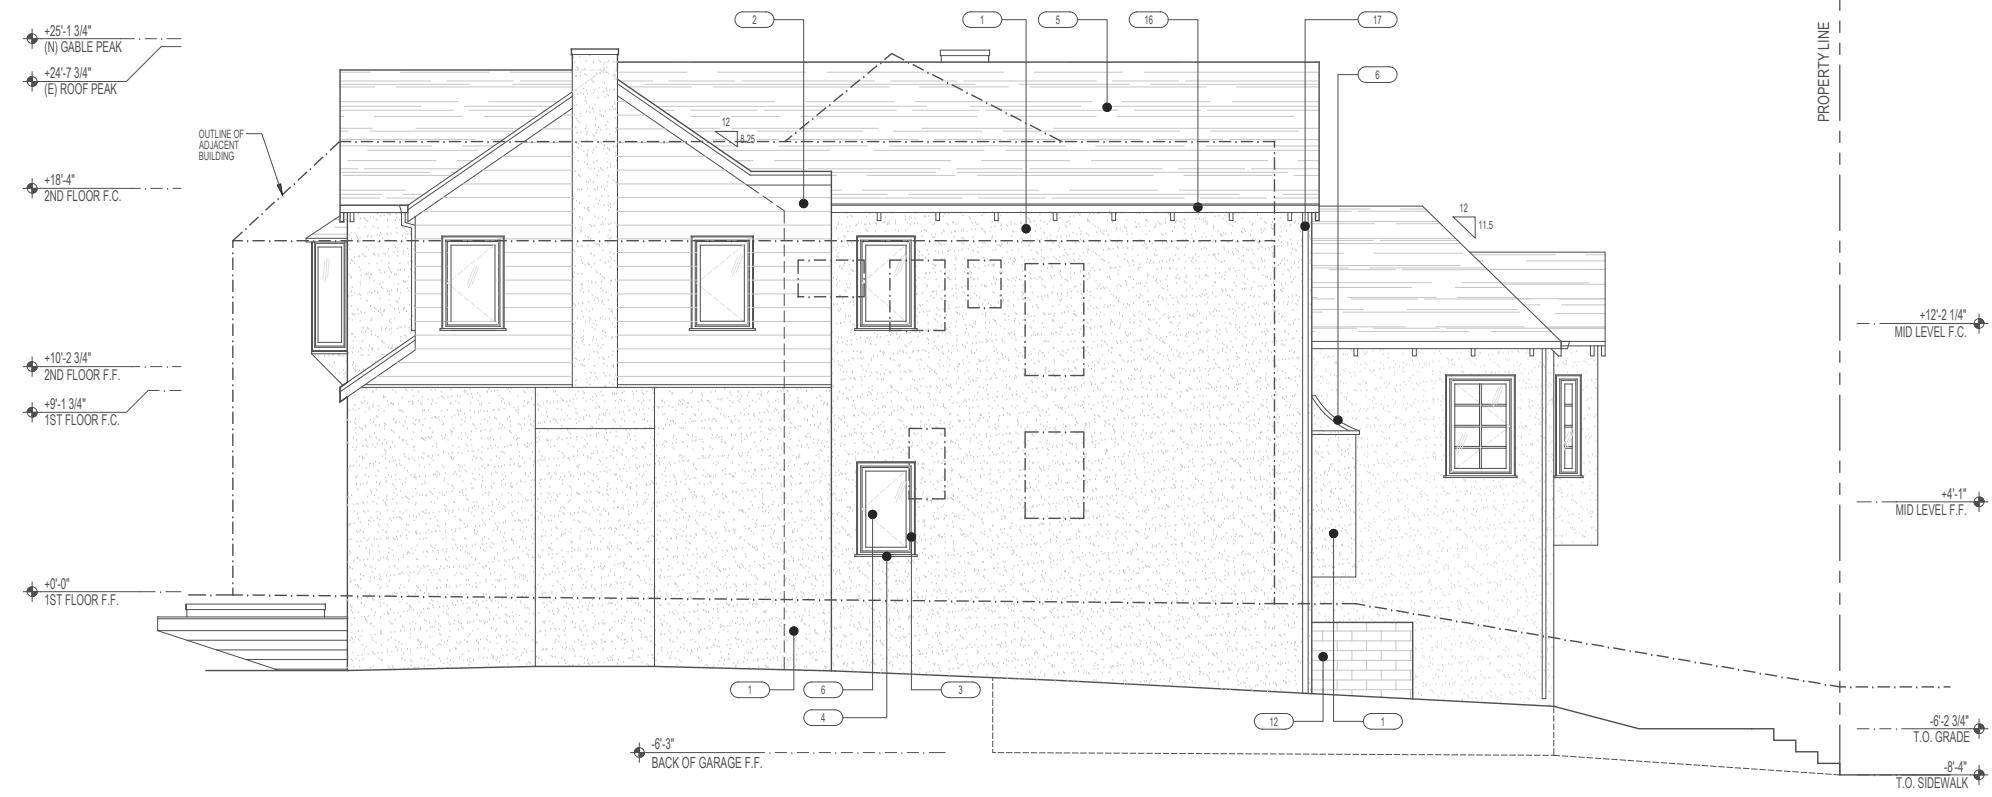 2
1
5
16
17
6
+25'-1 3/4"
(N) GABLE PEAK
+24'-7 3/4"
(E) ROOF PEAK
PROPERTY LINE
OUTLINE OF
ADJACENT
BUILDING
12
8.25
+18'-4"
2ND FLOOR F.C.
12
11.5
+12'-2 1/4"
MID LEVEL F.C.
+10'-2 3/4"
2ND FLOOR F.F.
+9'-1 3/4"
1ST FLOOR F.C.
+4'-1"
MID LEVEL F.F.
+0'-0"
1ST FLOOR F.F.
1
6
3
4
12
1
-6'-2 3/4"
T.O. GRADE
-6'-3"
BACK OF GARAGE F.F.
-8'-4"
T.O. SIDEWALK